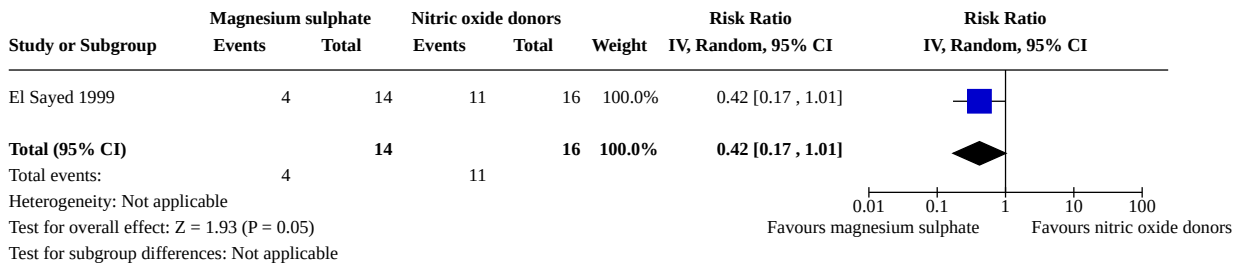 Magnesium sulphate Nitric oxide donors Risk Ratio Risk Ratio
Study or Subgroup Events Total Events Total Weight IV, Random, 95% CI IV, Random, 95% CI
El Sayed 1999 4 14 11 16 100.0% 0.42 [0.17 , 1.01]
Total (95% CI) 14 16 100.0% 0.42 [0.17 , 1.01]
Total events: 4 11
Heterogeneity: Not applicable
0.01 0.1 1 10 100
Test for overall effect: Z = 1.93 (P = 0.05) Favours magnesium sulphate Favours nitric oxide donors
Test for subgroup differences: Not applicable